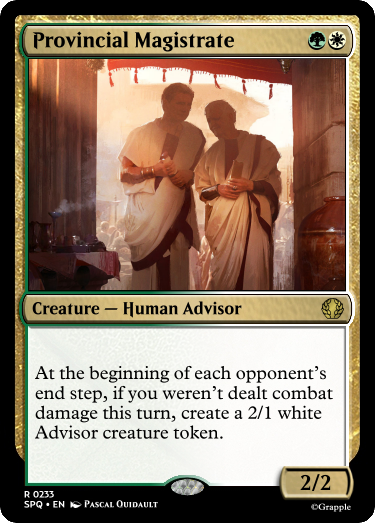 Provincial Magistrate
Creature — Human Advisor
At the beginning of each opponent's
end step, if you weren't dealt combat
damage this turn, create a 2/1 white
Advisor creature token.
2/2
R 0233
SPQ • EN Pascal Quidault
©Grapple